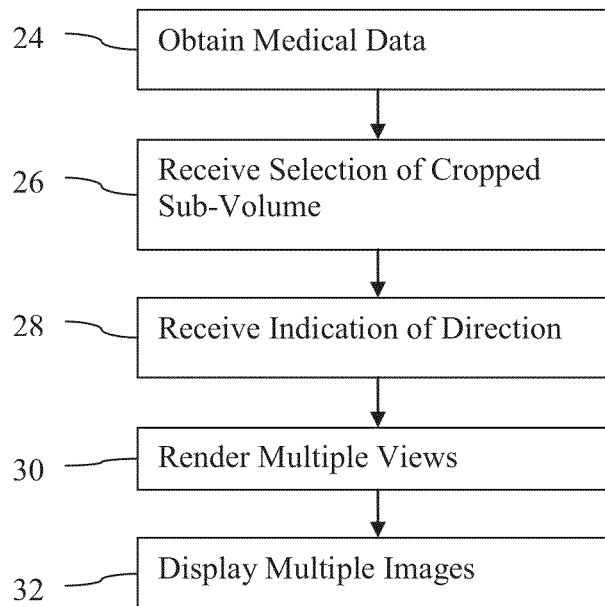 24
Obtain Medical Data
26
Receive Selection of Cropped
Sub-Volume
28
Receive Indication of Direction
30
Render Multiple Views
32
Display Multiple Images